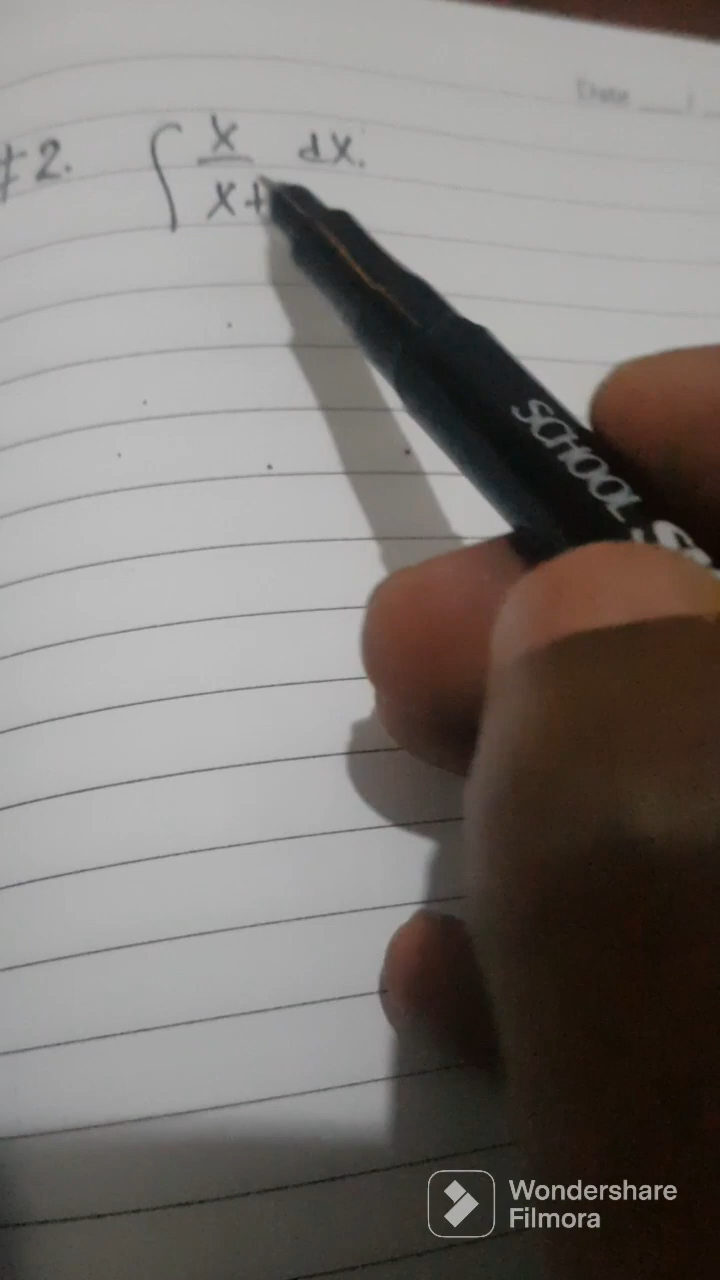 Date
#2. ∫ x/x+ dx.
SCHOOL
Wondershare
Filmora